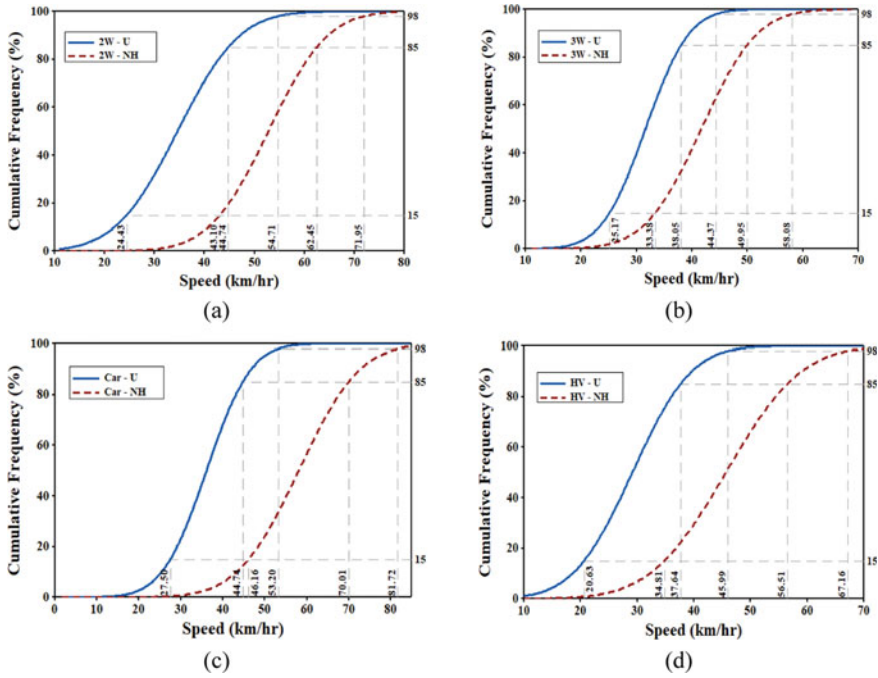 2W - U
2W - NH
Cumulative Frequency (%)
100
80
60
40
20
0
98
85
15
24.43
43.10
44.74
54.71
62.45
71.95
10 20 30 40 50 60 70 80
Speed (km/hr)
(a)
3W - U
3W - NH
Cumulative Frequency (%)
100
80
60
40
20
0
98
85
15
25.17
33.38
38.05
44.37
49.95
58.08
10 20 30 40 50 60 70
Speed (km/hr)
(b)
Car - U
Car - NH
Cumulative Frequency (%)
100
80
60
40
20
0
98
85
15
27.50
44.74
46.16
53.20
70.01
81.72
0 10 20 30 40 50 60 70 80
Speed (km/hr)
(c)
HV - U
HV - NH
Cumulative Frequency (%)
100
80
60
40
20
0
98
85
15
20.63
34.81
37.64
45.99
56.51
67.16
10 20 30 40 50 60 70
Speed (km/hr)
(d)